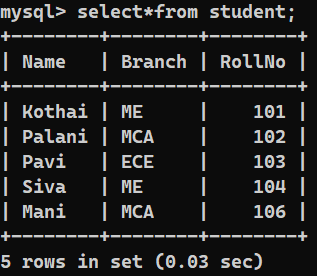 mysql> select*from student;
+--------+--------+--------+
| Name   | Branch | RollNo |
+--------+--------+--------+
| Kothai | ME     |    101 |
| Palani | MCA    |    102 |
| Pavi   | ECE    |    103 |
| Siva   | ME     |    104 |
| Mani   | MCA    |    106 |
+--------+--------+--------+
5 rows in set (0.03 sec)